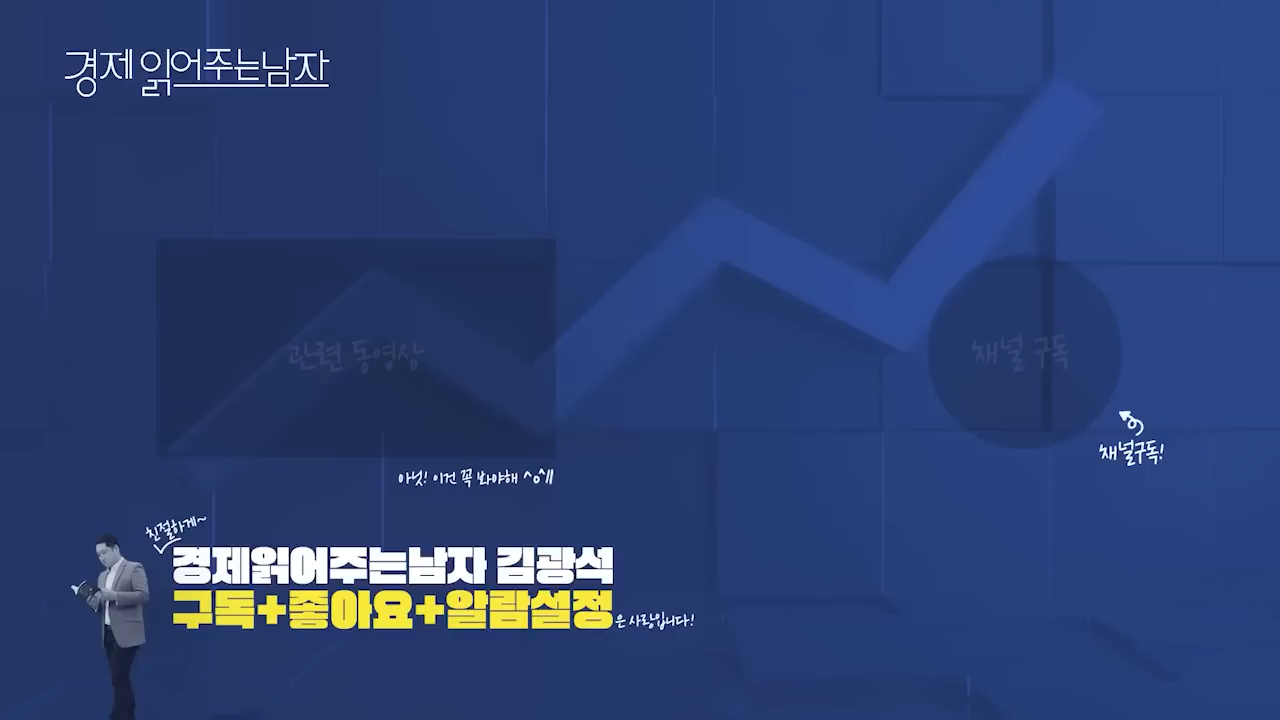 경제 읽어주는남자
관련 동영상
채널 구독
채널구독!
아닛! 이건 꼭 봐야해 ^o^!!
친절하게~
경제읽어주는남자 김광석
구독+좋아요+알람설정은 사랑입니다!